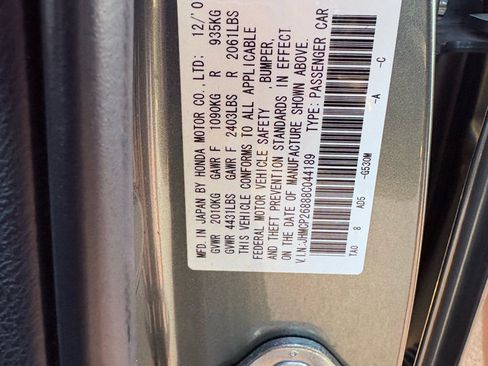 MFD. IN JAPAN BY HONDA MOTOR CO., LTD: 12/'0
GVWR 2010KG GAWR F 1090KG R 935KG
GVWR 4431LBS GAWR F 2403LBS R 2061LBS
THIS VEHICLE CONFORMS TO ALL APPLICABLE
FEDERAL MOTOR VEHICLE SAFETY ,BUMPER,
AND THEFT PREVENTION STANDARDS IN EFFECT
ON THE DATE OF MANUFACTURE SHOWN ABOVE.
V.I.N:JHMCP26888C044189 TYPE: PASSENGER CAR
TA0 8 AD5 -G530M -A -C